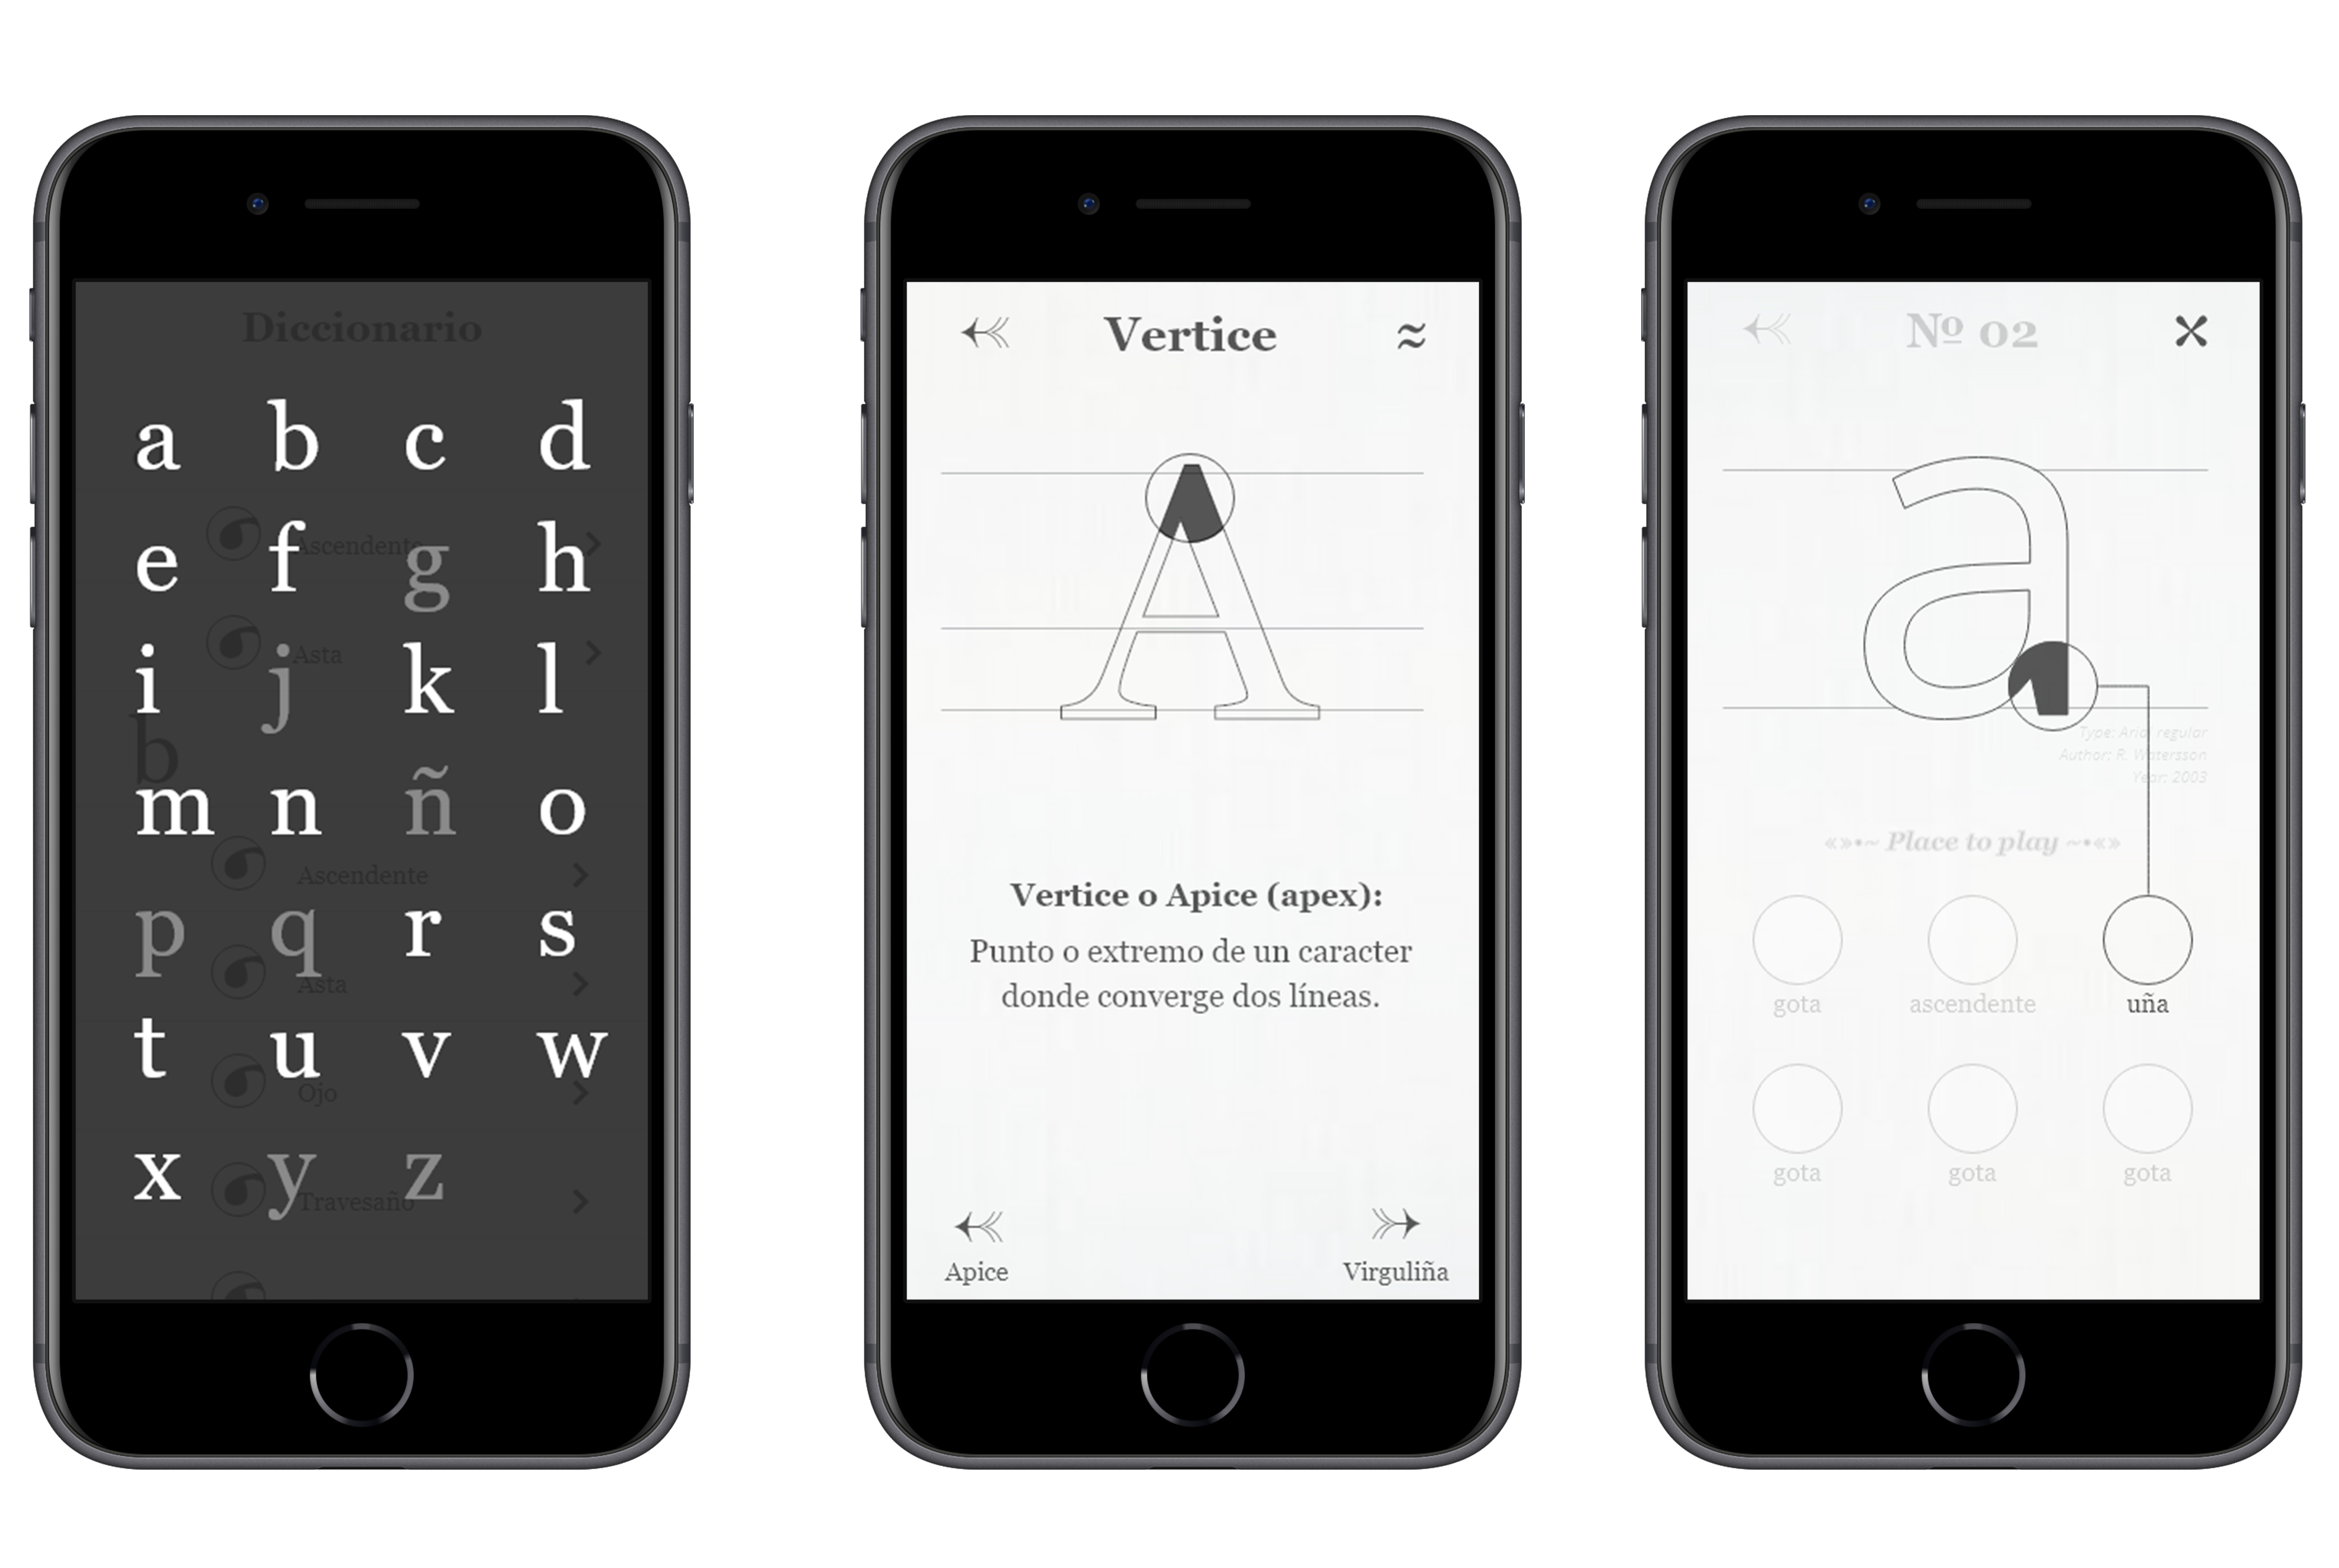 Diccionario
a b c d
Ascendente
e f g h
Asta
i j k l
b
m n ñ o
Ascendente
p q r s
Asta
t u v w
Ojo
x y z
Travesaño
Vertice
A
Vertice o Apice (apex):
Punto o extremo de un caracter
donde converge dos líneas.
Apice
Virguliña
Nº 02
a
Type: Arial regular
Author: R. Watersson
Year: 2003
«»•~ Place to play ~•«»
gota ascendente uña
gota gota gota